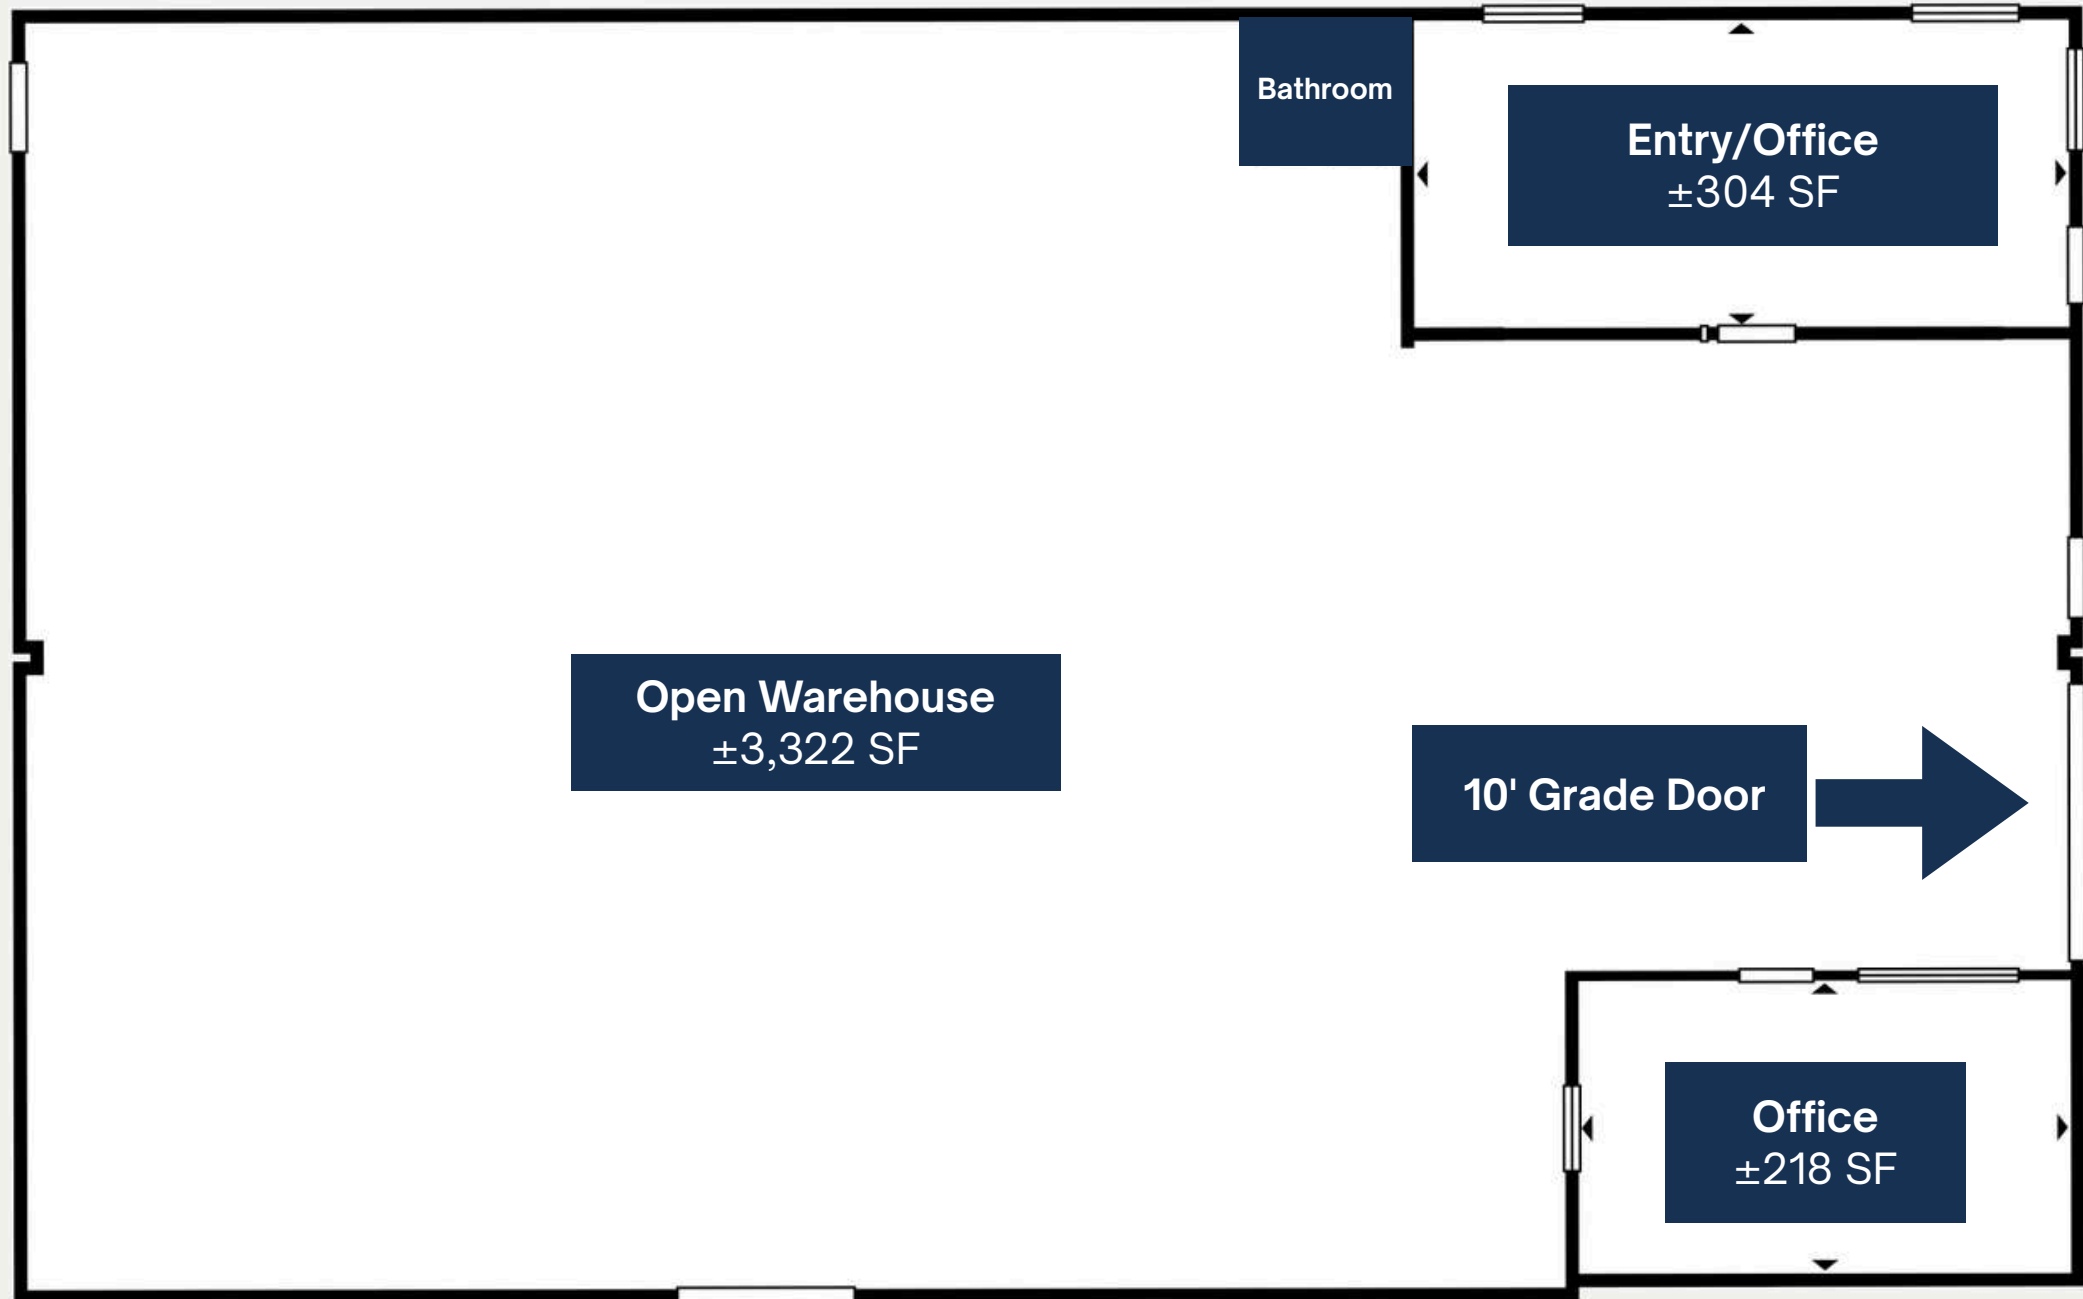 Bathroom
Entry/Office
±304 SF
Open Warehouse
±3,322 SF
10' Grade Door
Office
±218 SF